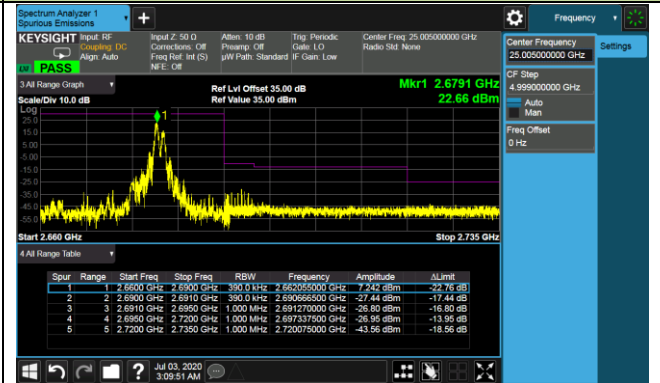 Spectrum Analyzer 1
Spurious Emissions
Frequency
KEYSIGHT
Input: RF
Coupling: DC
Align: Auto
Input Z: 50 Ω
Corrections: Off
Freq Ref: Int (S)
NFE: Off
Atten: 10 dB
Preamp: Off
µW Path: Standard
Trig: Periodic
Gate: LO
IF Gain: Low
Center Freq: 25.005000000 GHz
Radio Std: None
PASS
Center Frequency
25.005000000 GHz
Settings
CF Step
4.999000000 GHz
Auto
Man
Freq Offset
0 Hz
3 All Range Graph
Scale/Div 10.0 dB
Ref Lvl Offset 35.00 dB
Ref Value 35.00 dBm
Mkr1 2.6791 GHz
22.66 dBm
Log
1
25.0
15.0
5.00
-5.00
-15.0
-25.0
-35.0
-45.0
-55.0
Start 2.660 GHz
Stop 2.735 GHz
4 All Range Table
Spur Range Start Freq Stop Freq RBW Frequency Amplitude ΔLimit
1 1 2.6600 GHz 2.6900 GHz 390.0 kHz 2.662055000 GHz 7.242 dBm -22.76 dB
2 2 2.6900 GHz 2.6910 GHz 390.0 kHz 2.690666500 GHz -27.44 dBm -17.44 dB
3 3 2.6910 GHz 2.6950 GHz 1.000 MHz 2.691270000 GHz -26.80 dBm -16.80 dB
4 4 2.6950 GHz 2.7200 GHz 1.000 MHz 2.697337500 GHz -26.95 dBm -13.95 dB
5 5 2.7200 GHz 2.7350 GHz 1.000 MHz 2.720075000 GHz -43.56 dBm -18.56 dB
Jul 03, 2020
3:09:51 AM